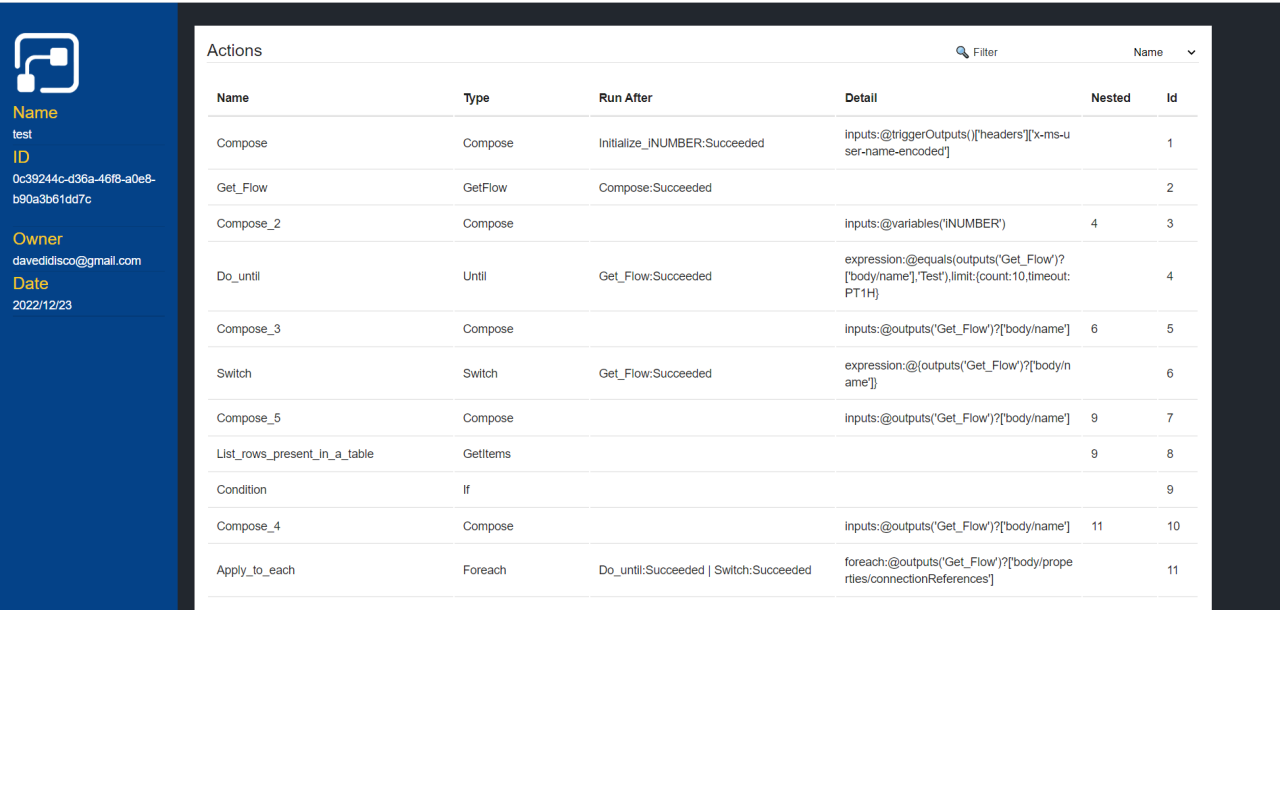 Name
test
ID
0c39244c-d36a-46f8-a0e8-
b90a3b61dd7c
Owner
davedidisco@gmail.com
Date
2022/12/23
Actions
Filter
Name
Name Type Run After Detail Nested Id
Compose Compose Initialize_iNUMBER:Succeeded inputs:@triggerOutputs()['headers']['x-ms-u
ser-name-encoded'] 1
Get_Flow GetFlow Compose:Succeeded 2
Compose_2 Compose inputs:@variables('iNUMBER') 4 3
Do_until Until Get_Flow:Succeeded expression:@equals(outputs('Get_Flow')?
['body/name'],'Test'),limit:{count:10,timeout:
PT1H} 4
Compose_3 Compose inputs:@outputs('Get_Flow')?['body/name'] 6 5
Switch Switch Get_Flow:Succeeded expression:@{outputs('Get_Flow')?['body/n
ame']} 6
Compose_5 Compose inputs:@outputs('Get_Flow')?['body/name'] 9 7
List_rows_present_in_a_table GetItems 9 8
Condition If 9
Compose_4 Compose inputs:@outputs('Get_Flow')?['body/name'] 11 10
Apply_to_each Foreach Do_until:Succeeded | Switch:Succeeded foreach:@outputs('Get_Flow')?['body/prope
rties/connectionReferences'] 11